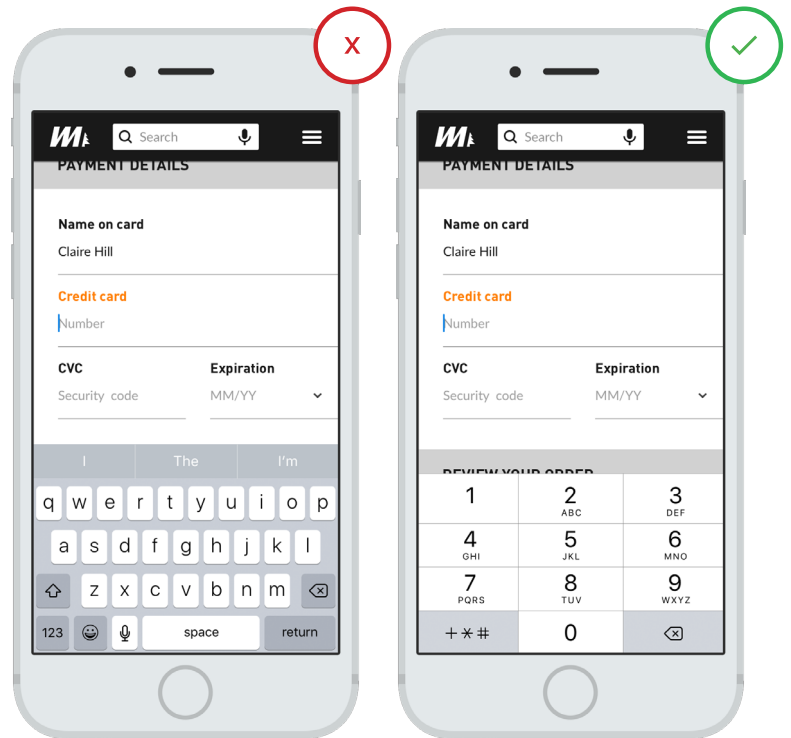 X
Search
PAYMENT DETAILS
Name on card
Claire Hill
Credit card
Number
CVC Expiration
Security code MM/YY
I The I'm
q w e r t y u i o p
a s d f g h j k l
z x c v b n m
123 space return
Search
PAYMENT DETAILS
Name on card
Claire Hill
Credit card
Number
CVC Expiration
Security code MM/YY
REVIEW YOUR ORDER
1 2 3
ABC DEF
4 5 6
GHI JKL MNO
7 8 9
PQRS TUV WXYZ
+*# 0